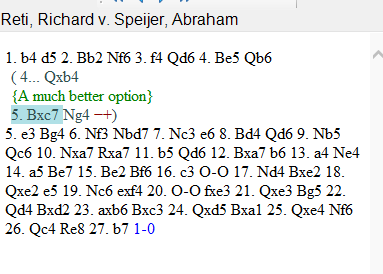 Reti, Richard v. Speijer, Abraham
1. b4 d5 2. Bb2 Nf6 3. f4 Qd6 4. Be5 Qb6
( 4... Qxb4
{A much better option}
5. Bxc7 Ng4 −+)
5. e3 Bg4 6. Nf3 Nbd7 7. Nc3 e6 8. Bd4 Qd6 9. Nb5
Qc6 10. Nxa7 Rxa7 11. b5 Qd6 12. Bxa7 b6 13. a4 Ne4
14. a5 Be7 15. Be2 Bf6 16. c3 O-O 17. Nd4 Bxe2 18.
Qxe2 e5 19. Nc6 exf4 20. O-O fxe3 21. Qxe3 Bg5 22.
Qd4 Bxd2 23. axb6 Bxc3 24. Qxd5 Bxa1 25. Qxe4 Nf6
26. Qc4 Re8 27. b7 1-0